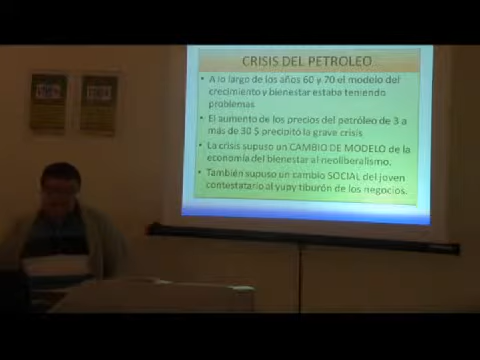 CRISIS DEL PETROLEO
• A lo largo de los años 60 y 70 el modelo del
crecimiento y bienestar estaba teniendo
problemas
• El aumento de los precios del petróleo de 3 a
más de 30 $ precipitó la grave crisis
• La crisis supuso un CAMBIO DE MODELO de la
economía del bienestar al neoliberalismo.
• También supuso un cambio SOCIAL del joven
contestatario al yupy tiburón de los negocios.